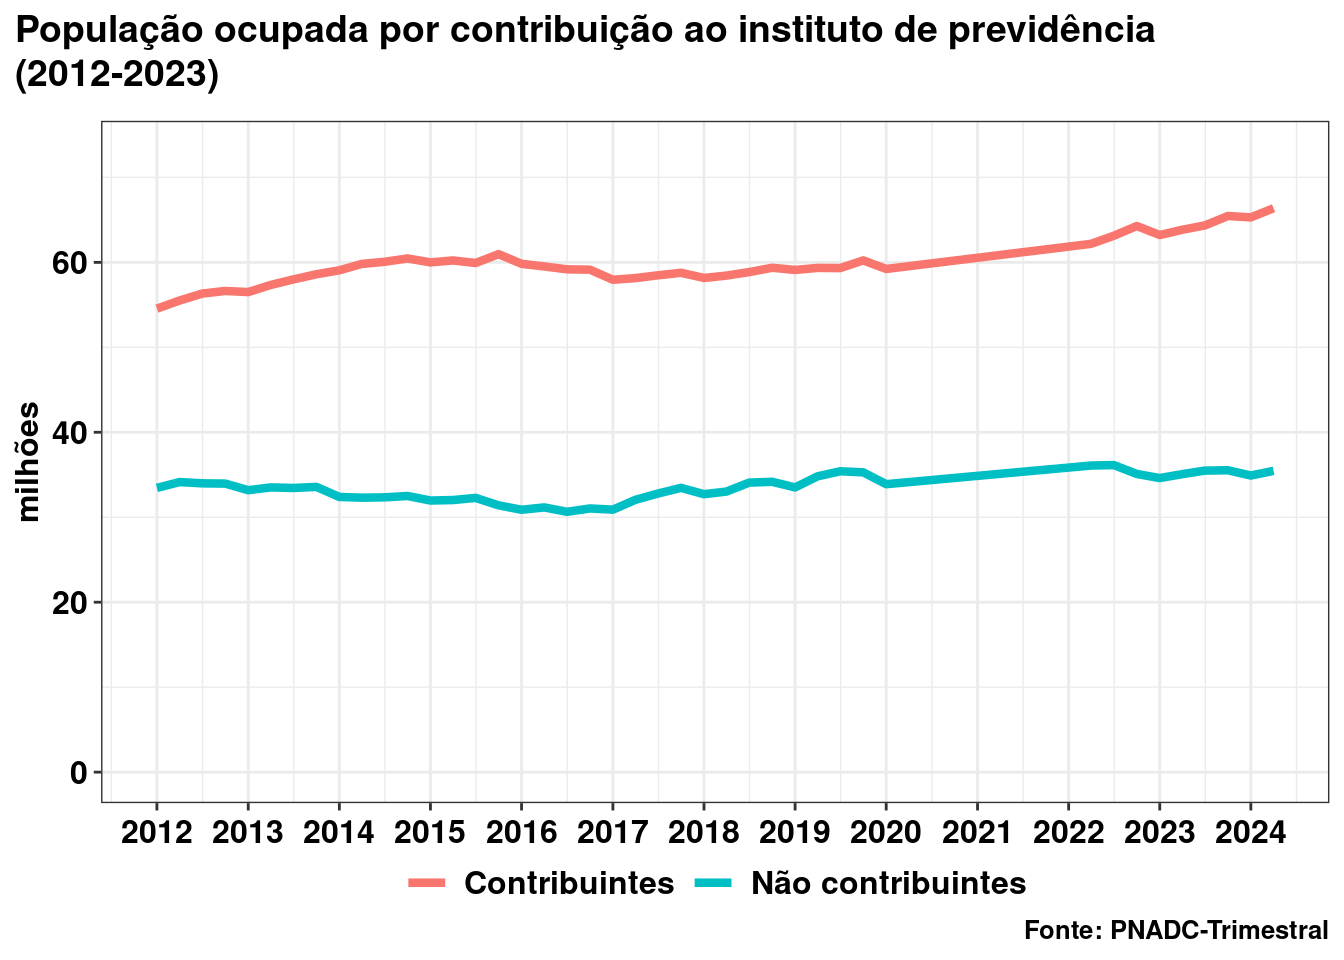 População ocupada por contribuição ao instituto de previdência
(2012-2023)
milhões
60
40
20
0
2012 2013 2014 2015 2016 2017 2018 2019 2020 2021 2022 2023 2024
Contribuintes Não contribuintes
Fonte: PNADC-Trimestral